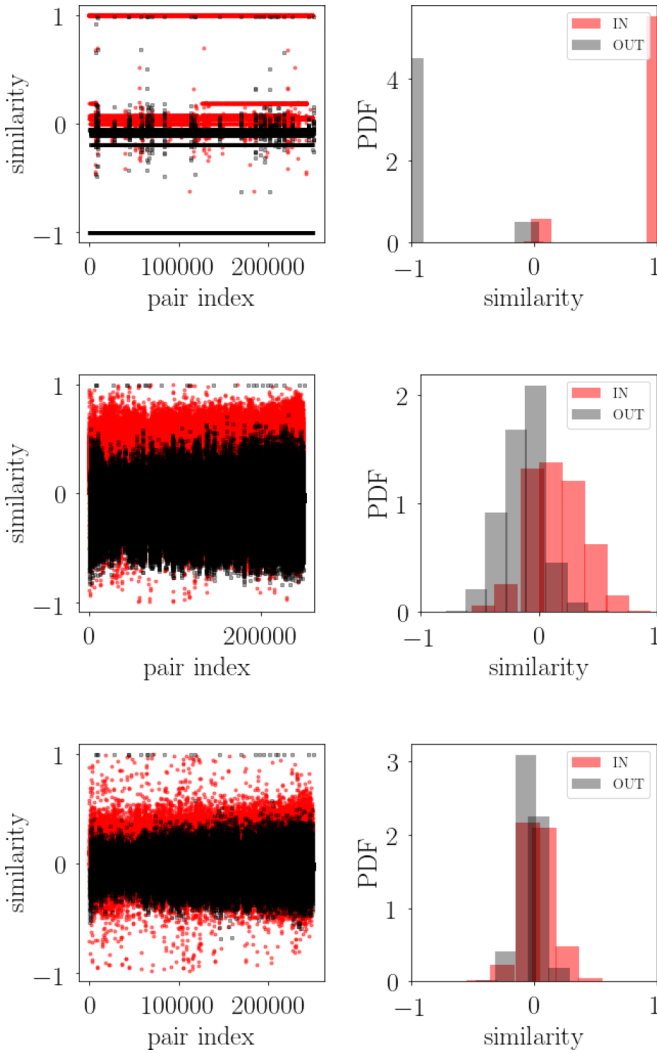 1
0
−1
similarity
0
100000
200000
pair index
4
2
0
PDF
IN
OUT
−1
0
1
similarity
1
0
−1
similarity
0
200000
pair index
2
1
0
PDF
IN
OUT
−1
0
1
similarity
1
0
−1
similarity
0
100000
200000
pair index
3
2
1
0
PDF
IN
OUT
−1
0
1
similarity